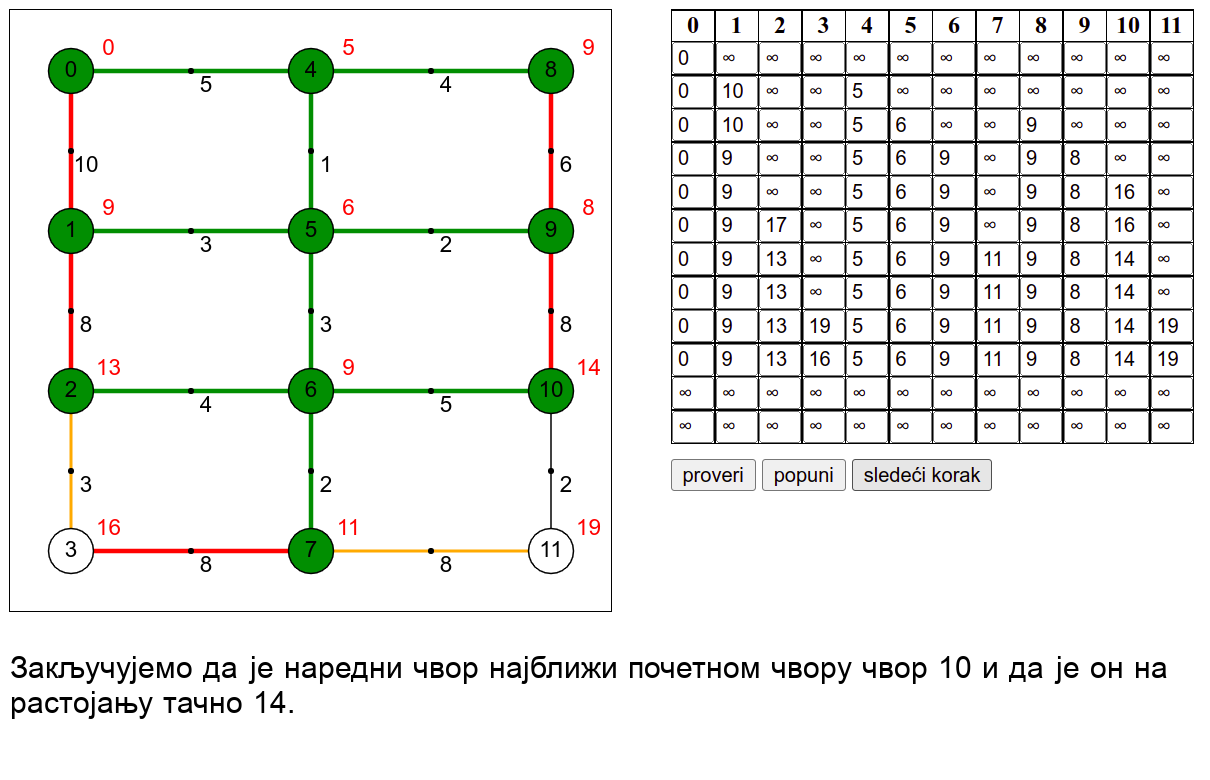 0 5 9
0 4 8
5 4
10 1 6
9 6 8
1 5 9
3 2
8 3 8
13 9 14
2 6 10
4 5
3 2 2
16 11 19
3 7 11
8 8
0 1 2 3 4 5 6 7 8 9 10 11
0 ∞ ∞ ∞ ∞ ∞ ∞ ∞ ∞ ∞ ∞ ∞
0 10 ∞ ∞ 5 ∞ ∞ ∞ ∞ ∞ ∞ ∞
0 10 ∞ ∞ 5 6 ∞ ∞ 9 ∞ ∞ ∞
0 9 ∞ ∞ 5 6 9 ∞ 9 8 ∞ ∞
0 9 ∞ ∞ 5 6 9 ∞ 9 8 16 ∞
0 9 17 ∞ 5 6 9 ∞ 9 8 16 ∞
0 9 13 ∞ 5 6 9 11 9 8 14 ∞
0 9 13 ∞ 5 6 9 11 9 8 14 ∞
0 9 13 19 5 6 9 11 9 8 14 19
0 9 13 16 5 6 9 11 9 8 14 19
∞ ∞ ∞ ∞ ∞ ∞ ∞ ∞ ∞ ∞ ∞ ∞
∞ ∞ ∞ ∞ ∞ ∞ ∞ ∞ ∞ ∞ ∞ ∞
proveri popuni sledeći korak
Закључујемо да је наредни чвор најближи почетном чвору чвор 10 и да је он на
растојању тачно 14.